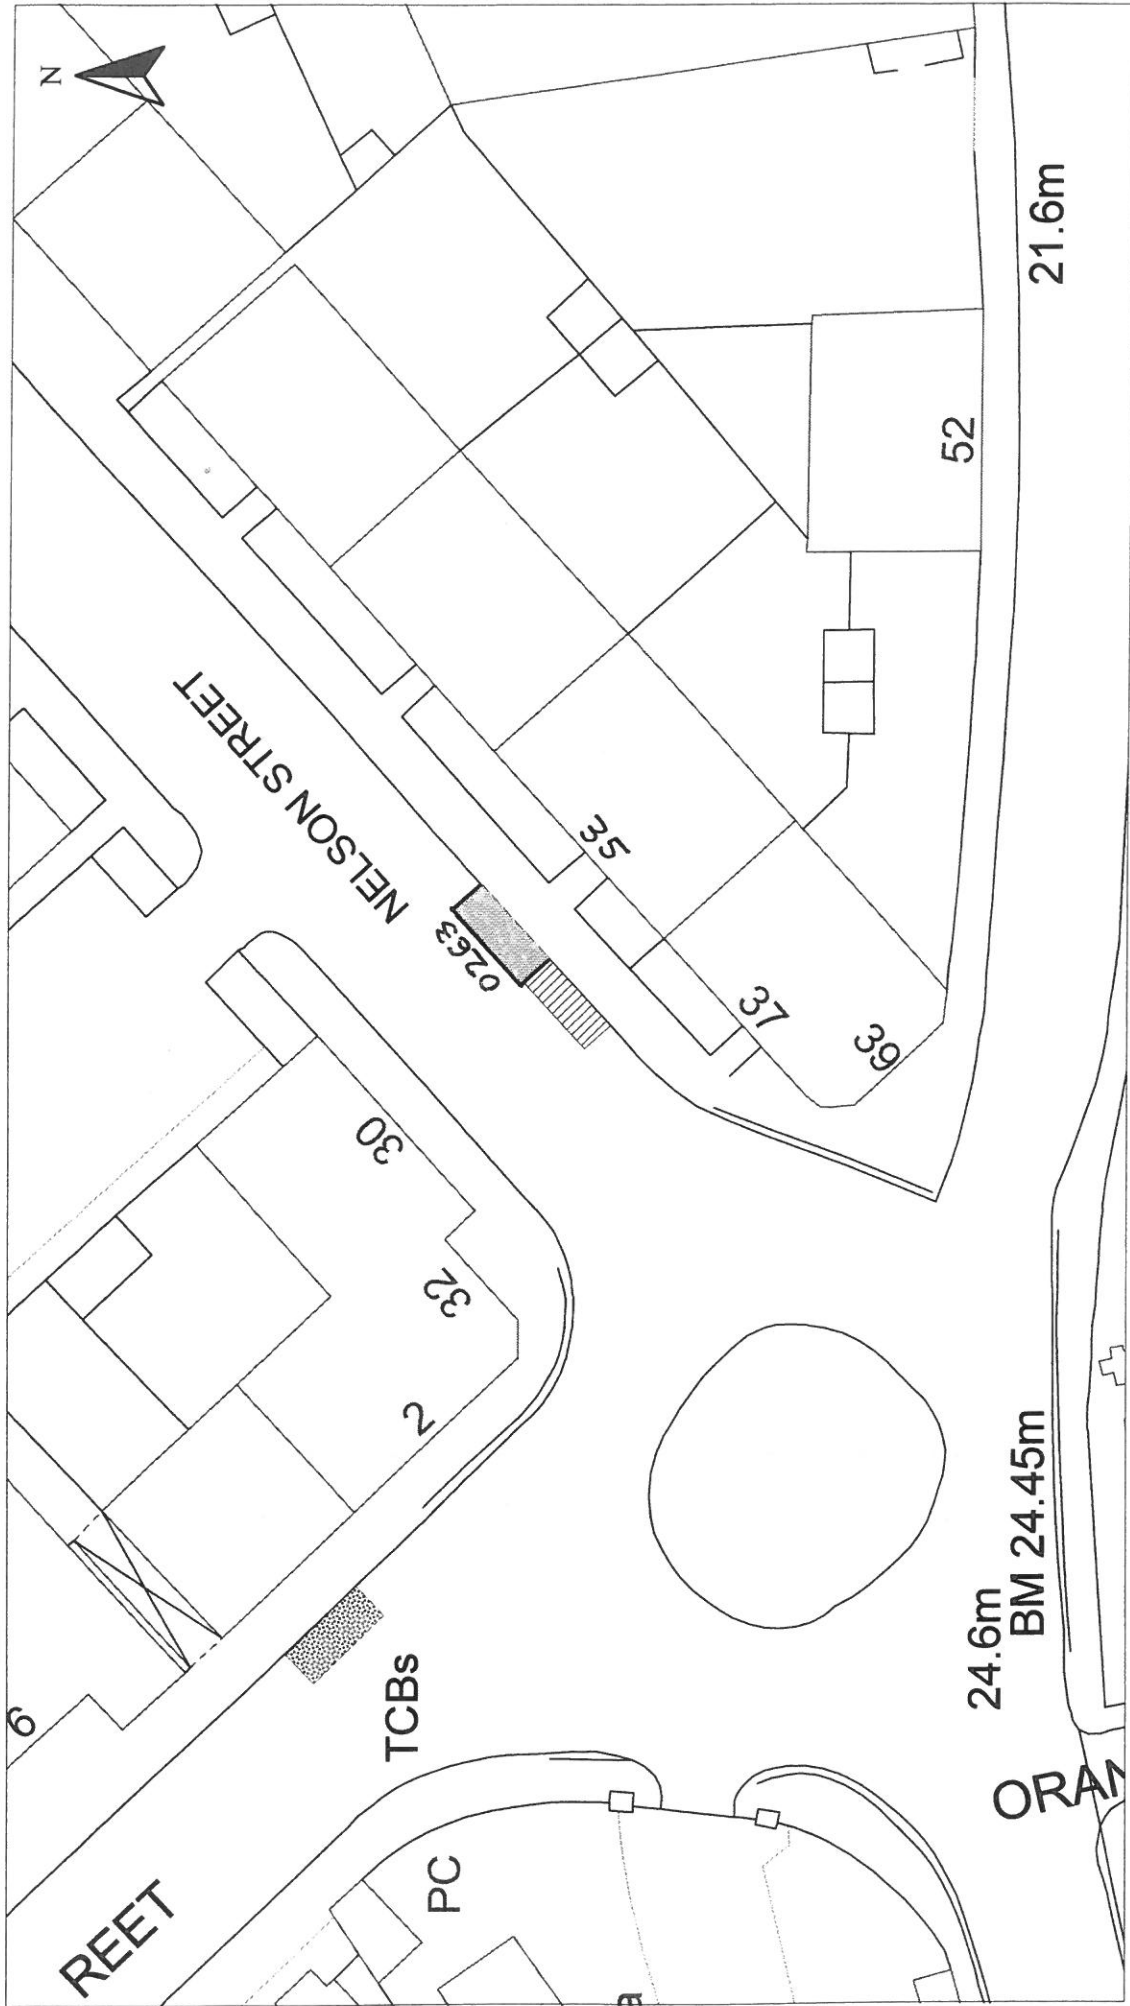 N
21.6m
52
NELSON STREET
35
0263
37
39
30
32
2
6
TCBs
24.6m
BM 24.45m
ORAN
PC
REET
a